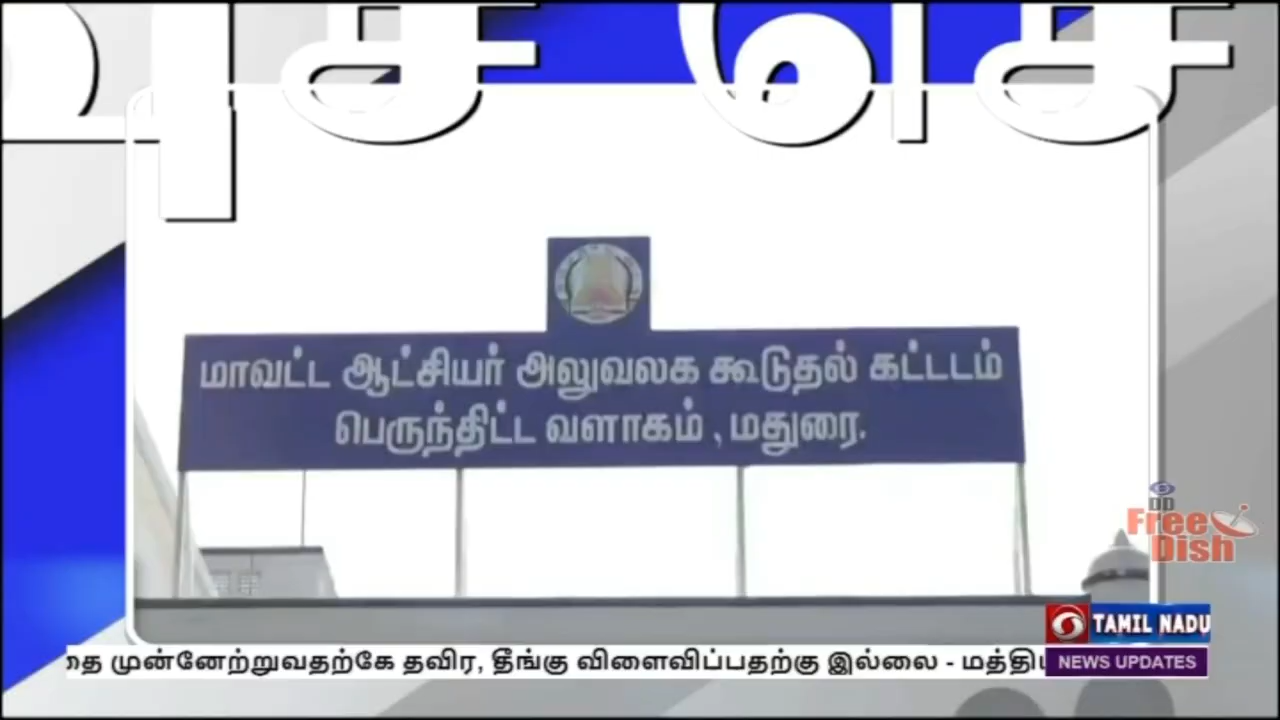 மாவட்ட ஆட்சியர் அலுவலக கூடுதல் கட்டடம்
பெருந்திட்ட வளாகம் , மதுரை.
DD
Free
Dish
TAMIL NADU
முன்னேற்றுவதற்கே தவிர, தீங்கு விளைவிப்பதற்கு இல்லை -
NEWS UPDATES